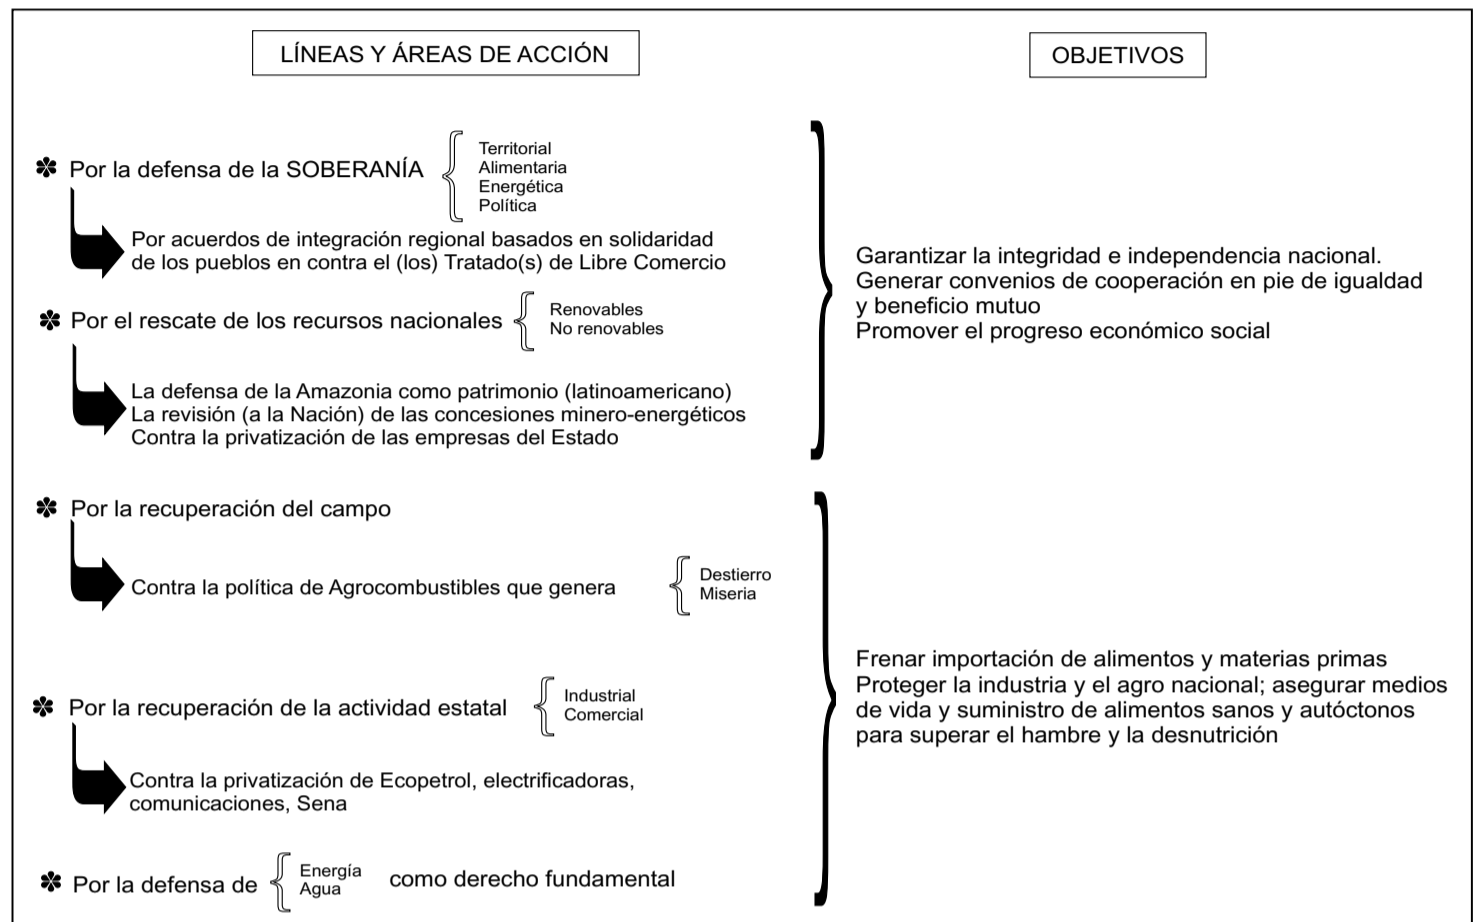 LÍNEAS Y ÁREAS DE ACCIÓN
OBJETIVOS
✽ Por la defensa de la SOBERANÍA
Territorial
Alimentaria
Energética
Política
Por acuerdos de integración regional basados en solidaridad
de los pueblos en contra el (los) Tratado(s) de Libre Comercio
✽ Por el rescate de los recursos nacionales
Renovables
No renovables
La defensa de la Amazonia como patrimonio (latinoamericano)
La revisión (a la Nación) de las concesiones minero-energéticos
Contra la privatización de las empresas del Estado
Garantizar la integridad e independencia nacional.
Generar convenios de cooperación en pie de igualdad
y beneficio mutuo
Promover el progreso económico social
✽ Por la recuperación del campo
Contra la política de Agrocombustibles que genera
Destierro
Miseria
✽ Por la recuperación de la actividad estatal
Industrial
Comercial
Contra la privatización de Ecopetrol, electrificadoras,
comunicaciones, Sena
✽ Por la defensa de
Energía
Agua
como derecho fundamental
Frenar importación de alimentos y materias primas
Proteger la industria y el agro nacional; asegurar medios
de vida y suministro de alimentos sanos y autóctonos
para superar el hambre y la desnutrición